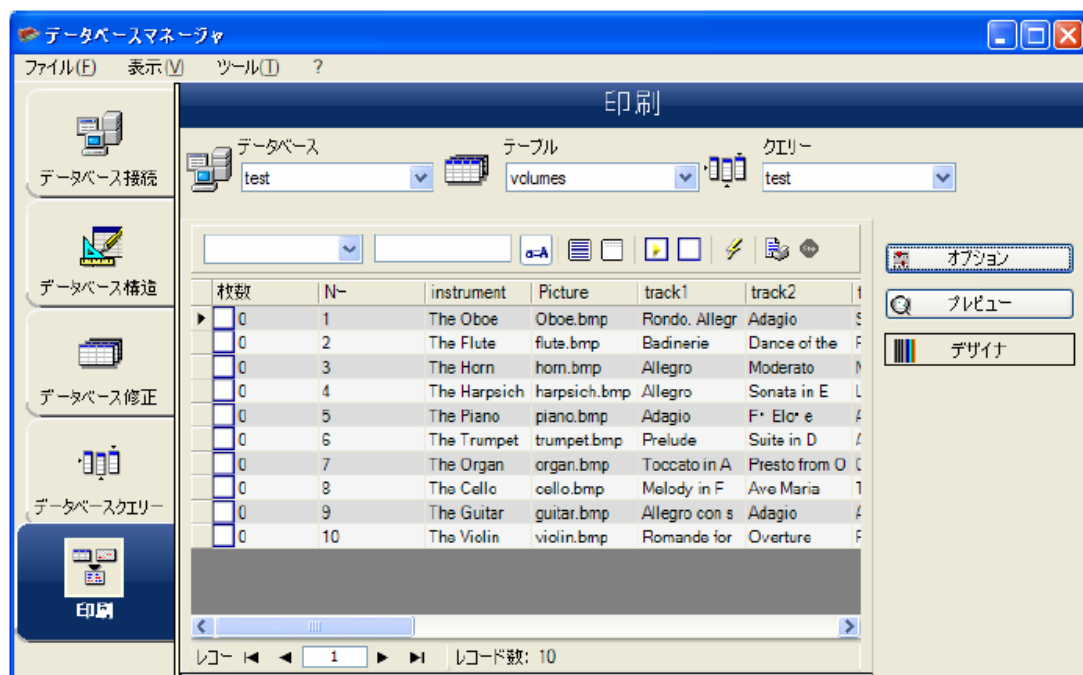 データベースマネージャ
ファイル(F) 表示(V) ツール(T) ?
印刷
データベース接続
データベース構造
データベース修正
データベースクエリー
印刷
データベース テーブル クエリー
test volumes test
a=A
オプション
プレビュー
デザイナ
枚数 N- instrument Picture track1 track2 t
0 1 The Oboe Oboe.bmp Rondo. Allegr Adagio S
0 2 The Flute flute.bmp Badinerie Dance of the F
0 3 The Horn horn.bmp Allegro Moderato
0 4 The Harpsich harpsich.bmp Allegro Sonata in E L
0 5 The Piano piano.bmp Adagio F· Elo· e
0 6 The Trumpet trumpet.bmp Prelude Suite in D
0 7 The Organ organ.bmp Toccato in A Presto from O
0 8 The Cello cello.bmp Melody in F Ave Maria T
0 9 The Guitar guitar.bmp Allegro con s Adagio
0 10 The Violin violin.bmp Romande for Overture F
レコー 1 レコード数: 10